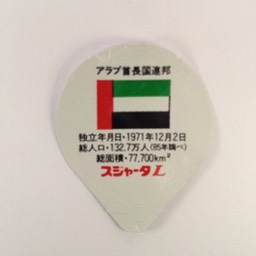 アラブ首長国連邦
独立年月日・1971年12月2日
総人口・132.7万人(85年調べ)
総面積・77,700km²
スジャータL